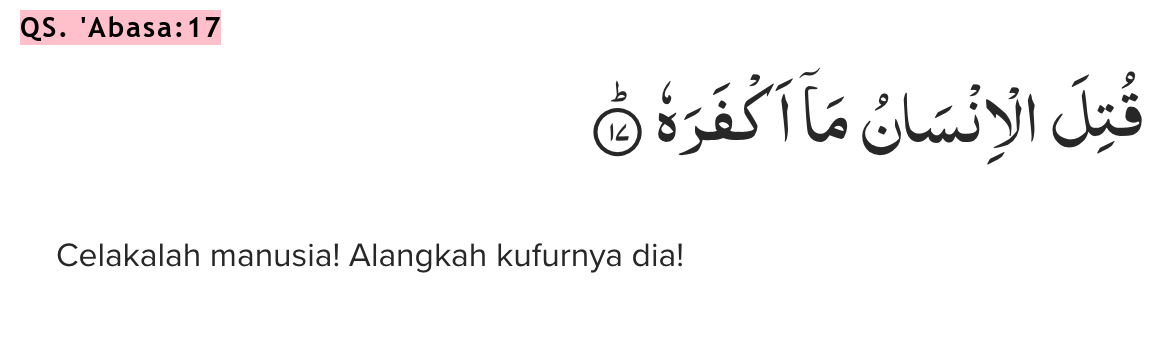 QS. 'Abasa:17
قُتِلَ الْاِنْسَانُ مَآ اَكْفَرَهٗۗ ١٧
Celakalah manusia! Alangkah kufurnya dia!